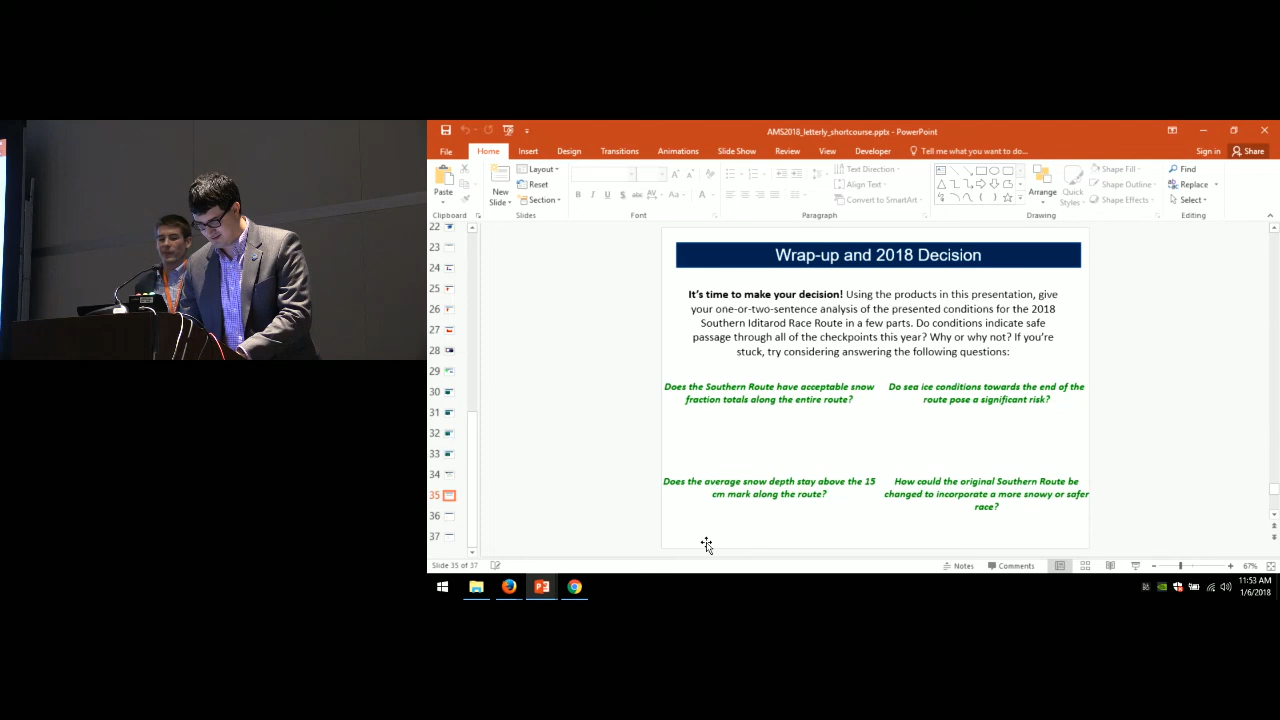 AMS2018_letterly_shortcourse.pptx - PowerPoint
File Home Insert Design Transitions Animations Slide Show Review View Developer Tell me what you want to do... Sign in Share
Paste
Clipboard
New Slide
Layout
Reset
Section
Slides
B I U S abc AV Aa A
Font
Text Direction
Align Text
Convert to SmartArt
Paragraph
Arrange
Quick Styles
Shape Fill
Shape Outline
Shape Effects
Drawing
Find
Replace
Select
Editing
22
23
24
25
26
27
28
29
30
31
32
33
34
35
36
37
Wrap-up and 2018 Decision
It's time to make your decision! Using the products in this presentation, give
your one-or-two-sentence analysis of the presented conditions for the 2018
Southern Iditarod Race Route in a few parts. Do conditions indicate safe
passage through all of the checkpoints this year? Why or why not? If you're
stuck, try considering answering the following questions:
Does the Southern Route have acceptable snow
fraction totals along the entire route?
Do sea ice conditions towards the end of the
route pose a significant risk?
Does the average snow depth stay above the 15
cm mark along the route?
How could the original Southern Route be
changed to incorporate a more snowy or safer
race?
Slide 35 of 37
Notes
Comments
67%
11:53 AM
1/6/2018